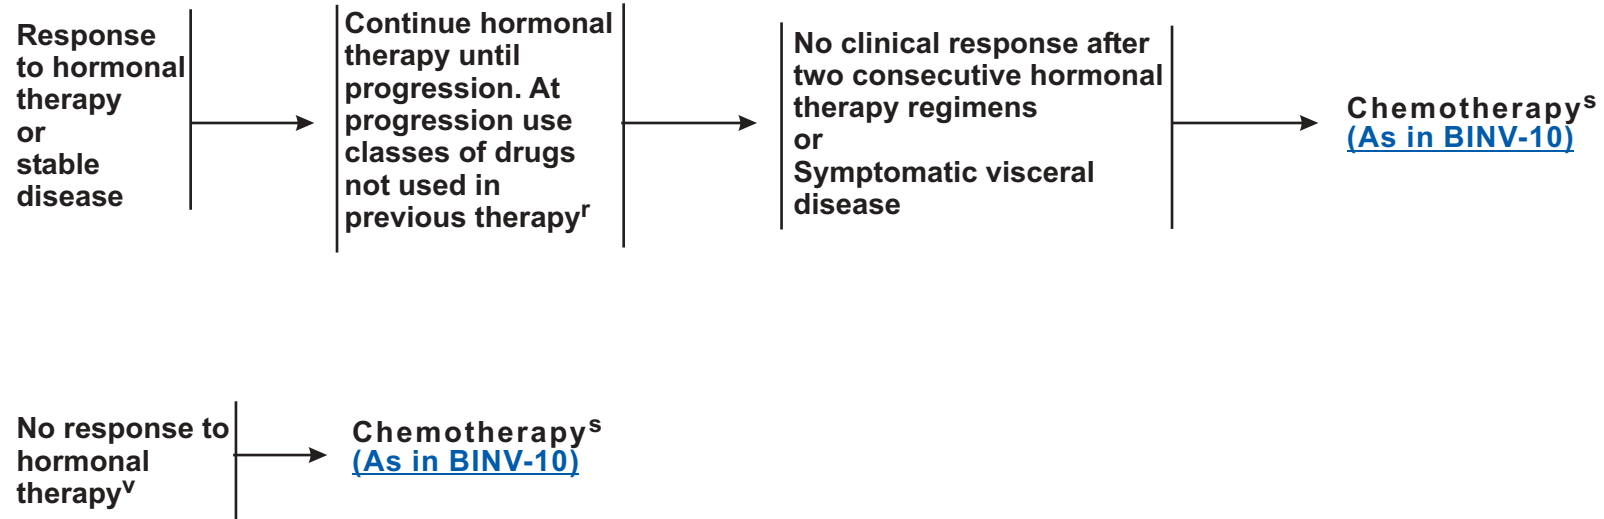 Response
to hormonal
therapy
or
stable
disease
Continue hormonal
therapy until
progression. At
progression use
classes of drugs
not used in
previous therapyr
No clinical response after
two consecutive hormonal
therapy regimens
or
Symptomatic visceral
disease
Chemotherapys
(As in BINV-10)
No response to
hormonal
therapyv
Chemotherapys
(As in BINV-10)